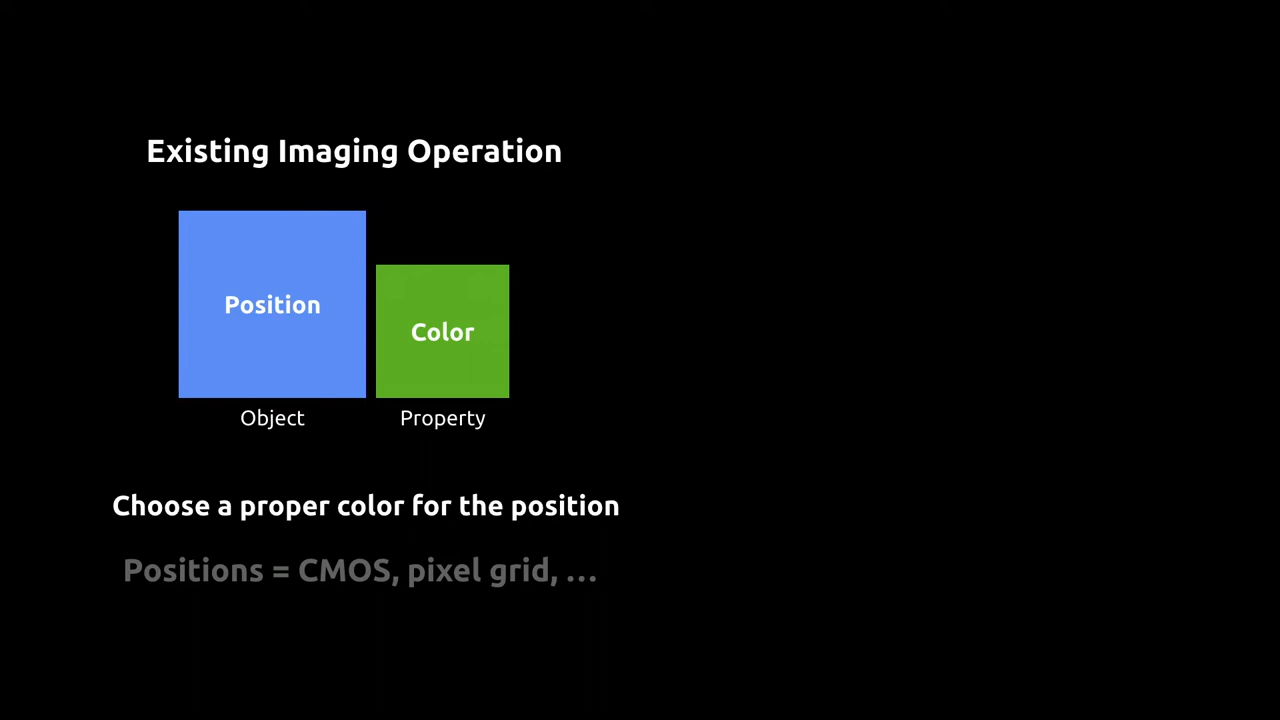 Existing Imaging Operation
Position
Color
Object
Property
Choose a proper color for the position
Positions = CMOS, pixel grid, …